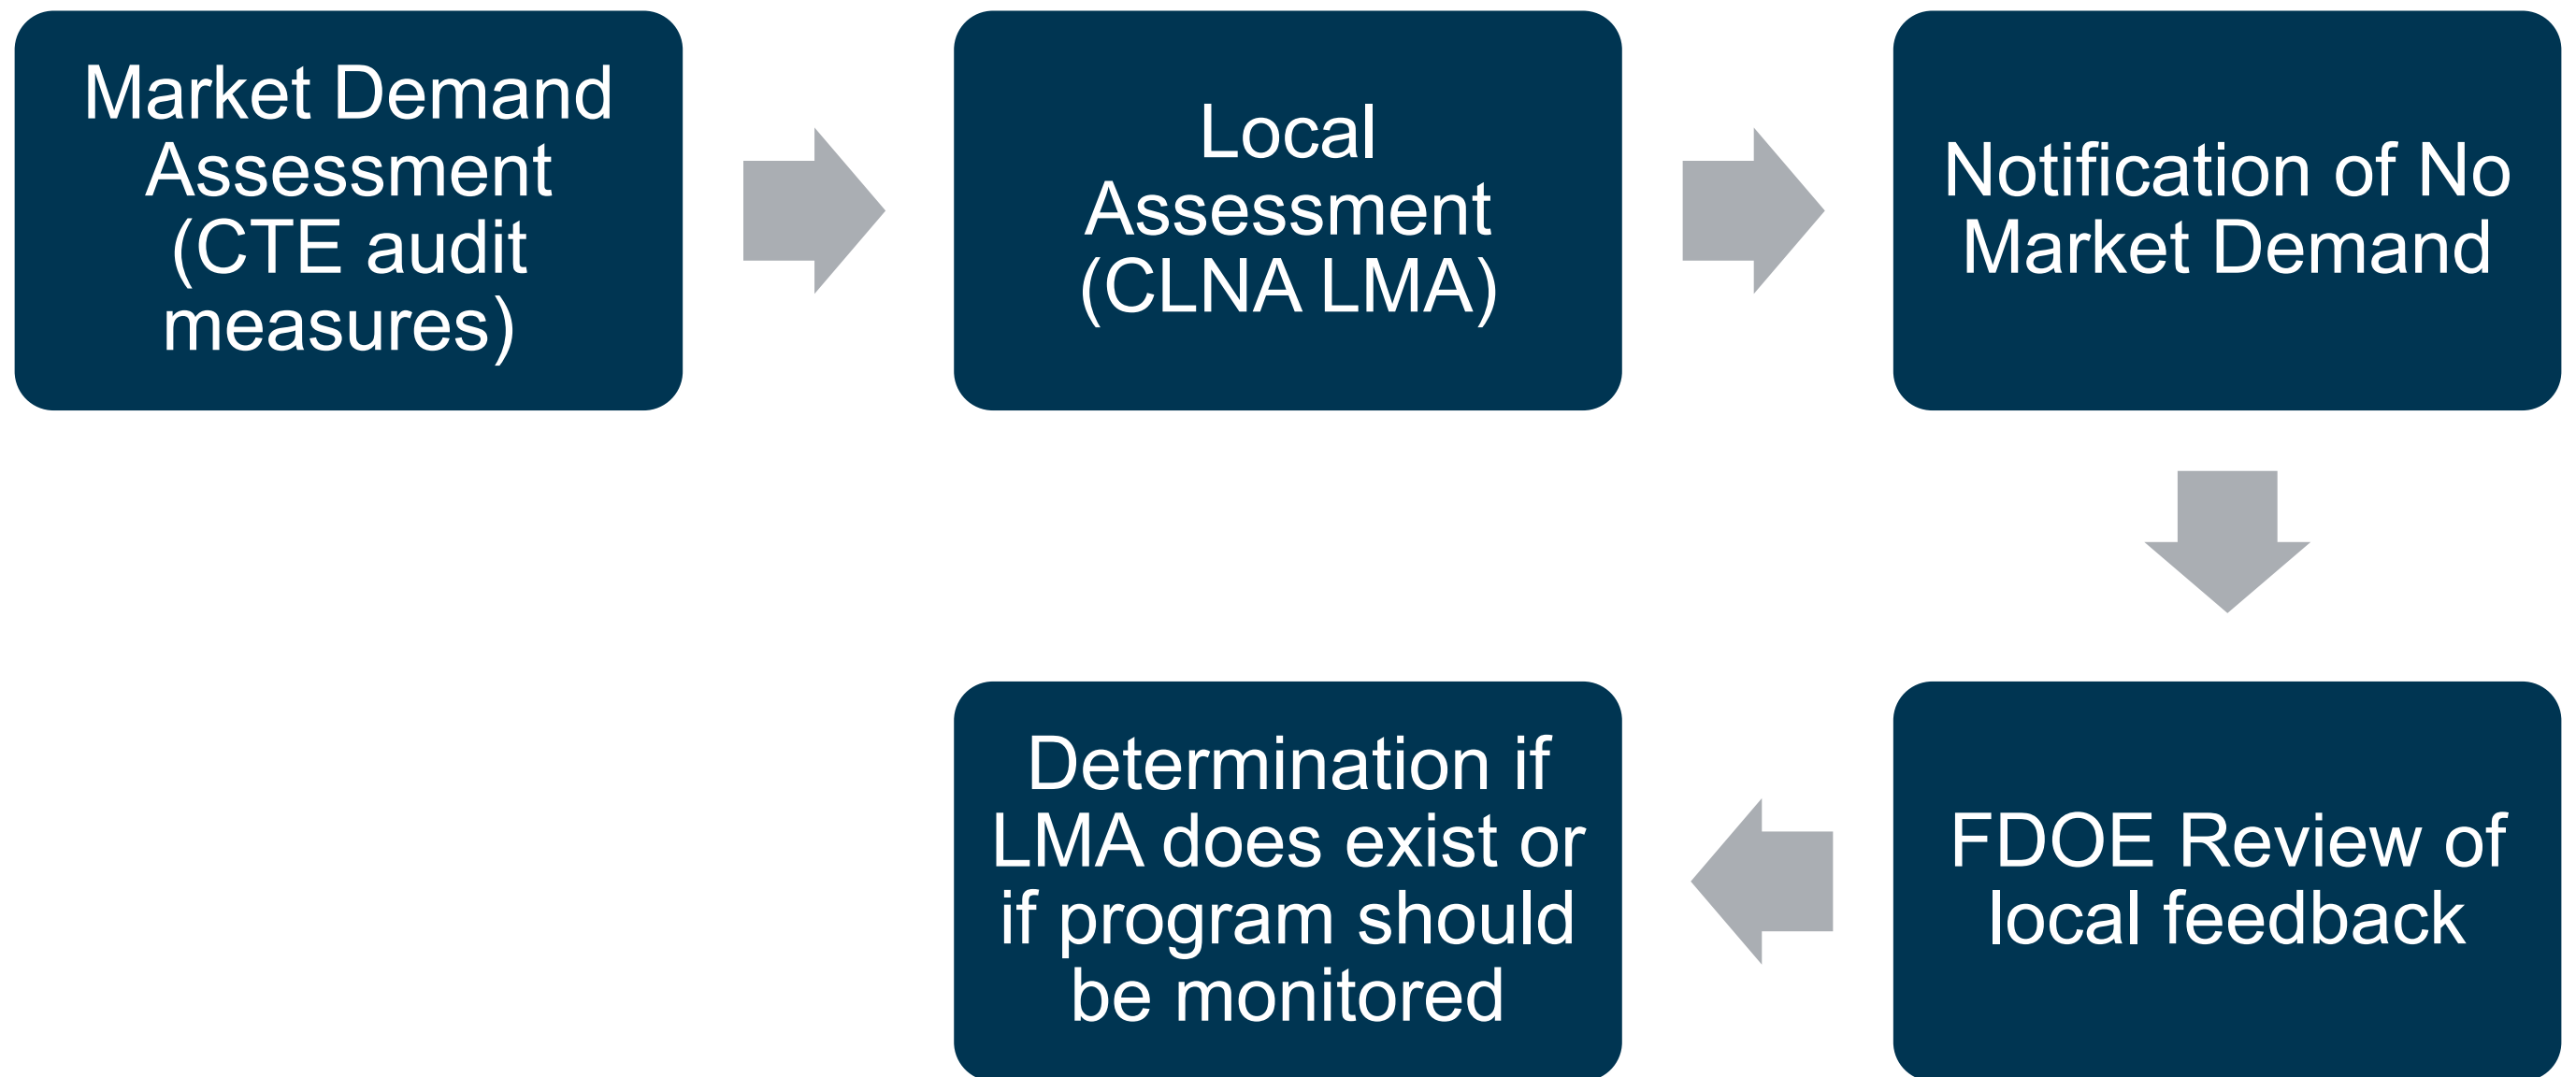 Market Demand
Assessment
(CTE audit
measures)
Local
Assessment
(CLNA LMA)
Notification of No
Market Demand
FDOE Review of
local feedback
Determination if
LMA does exist or
if program should
be monitored